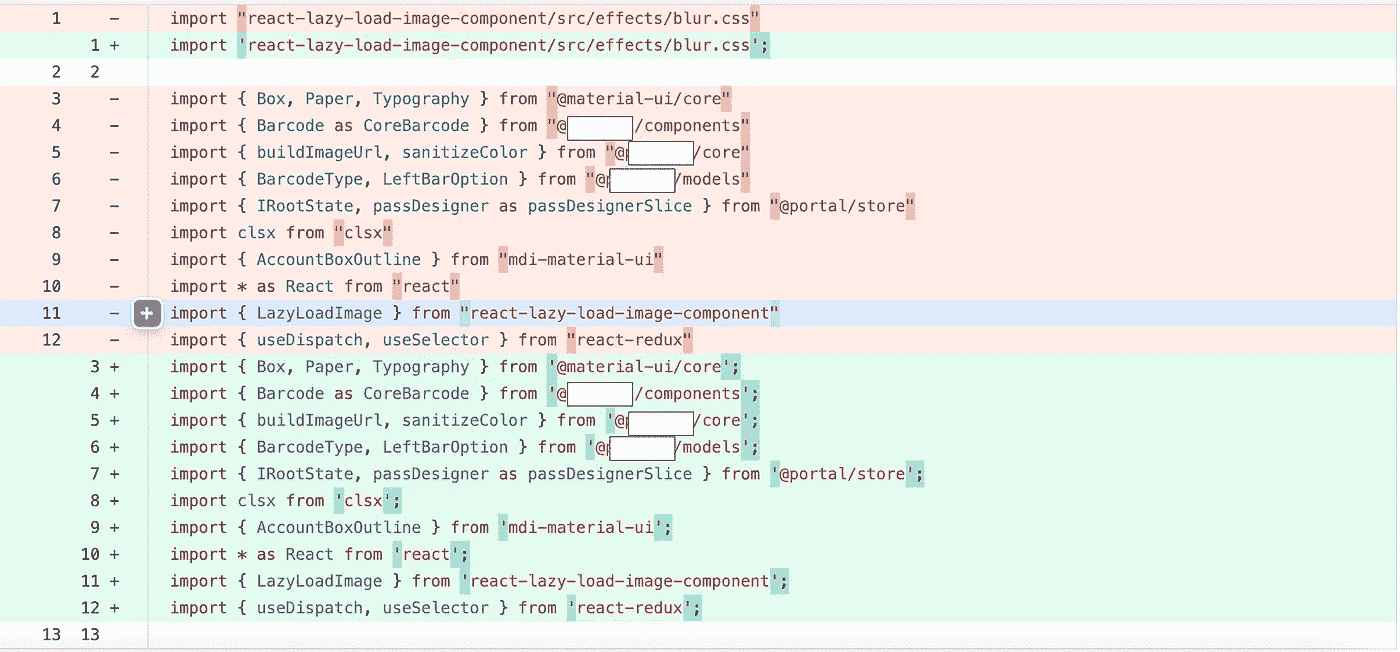 1 - import "react-lazy-load-image-component/src/effects/blur.css"
1 + import 'react-lazy-load-image-component/src/effects/blur.css';
2 2
3 - import { Box, Paper, Typography } from "@material-ui/core"
4 - import { Barcode as CoreBarcode } from "@/components"
5 - import { buildImageUrl, sanitizeColor } from "@p/core"
6 - import { BarcodeType, LeftBarOption } from "@p/models"
7 - import { IRootState, passDesigner as passDesignerSlice } from "@portal/store"
8 - import clsx from "clsx"
9 - import { AccountBoxOutline } from "mdi-material-ui"
10 - import * as React from "react"
11 - + import { LazyLoadImage } from "react-lazy-load-image-component"
12 - import { useDispatch, useSelector } from "react-redux"
3 + import { Box, Paper, Typography } from '@material-ui/core';
4 + import { Barcode as CoreBarcode } from '@/components';
5 + import { buildImageUrl, sanitizeColor } from '@p/core';
6 + import { BarcodeType, LeftBarOption } from '@p/models';
7 + import { IRootState, passDesigner as passDesignerSlice } from '@portal/store';
8 + import clsx from 'clsx';
9 + import { AccountBoxOutline } from 'mdi-material-ui';
10 + import * as React from 'react';
11 + import { LazyLoadImage } from 'react-lazy-load-image-component';
12 + import { useDispatch, useSelector } from 'react-redux';
13 13